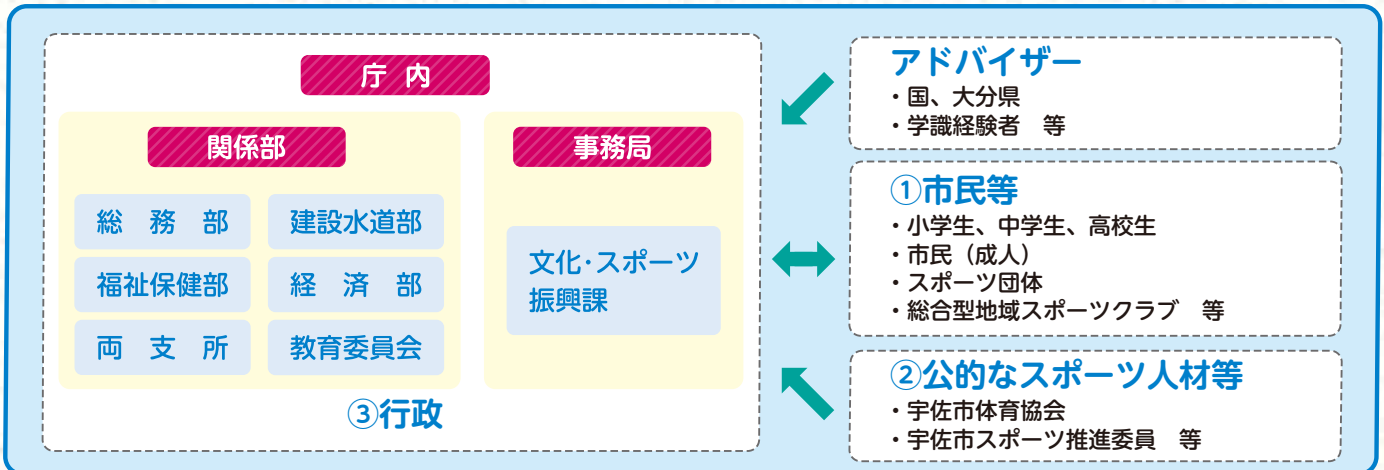 庁 内
関係部
総 務 部
建設水道部
福祉保健部
経 済 部
両 支 所
教育委員会
事務局
文化・スポーツ
振興課
③行政
アドバイザー
・国、大分県
・学識経験者 等
①市民等
・小学生、中学生、高校生
・市民（成人）
・スポーツ団体
・総合型地域スポーツクラブ 等
②公的なスポーツ人材等
・宇佐市体育協会
・宇佐市スポーツ推進委員 等